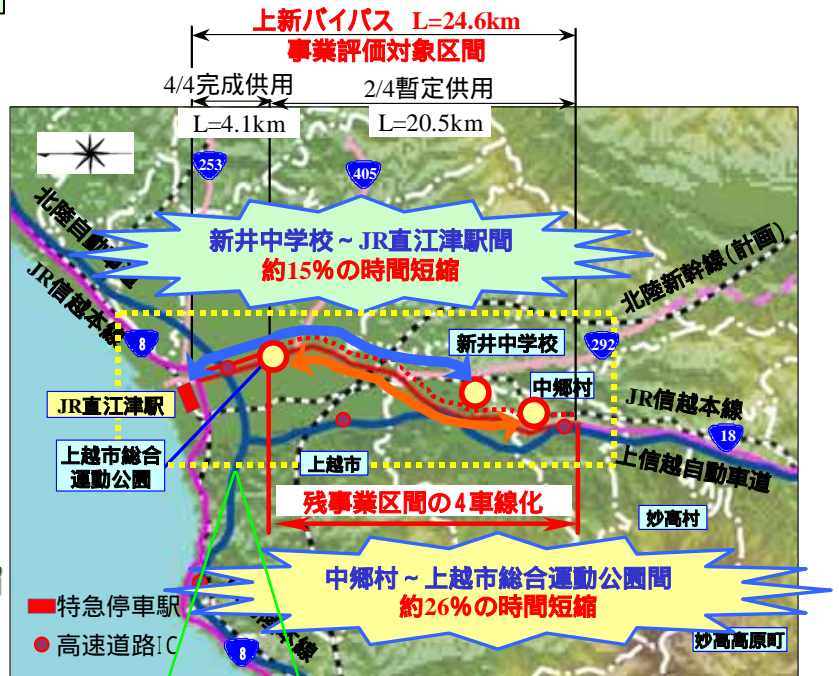 上新バイパス L=24.6km
事業評価対象区間
4/4完成供用
2/4暫定供用
L=4.1km
L=20.5km
253
405
北陸自動車道
新井中学校～JR直江津駅間
約15%の時間短縮
JR信越本線
北陸新幹線(計画)
8
新井中学校
292
中郷村
JR直江津駅
JR信越本線
18
上越市総合
運動公園
上越市
上信越自動車道
残事業区間の4車線化
妙高村
中郷村～上越市総合運動公園間
約26%の時間短縮
特急停車駅
高速道路IC
本線
8
妙高高原町